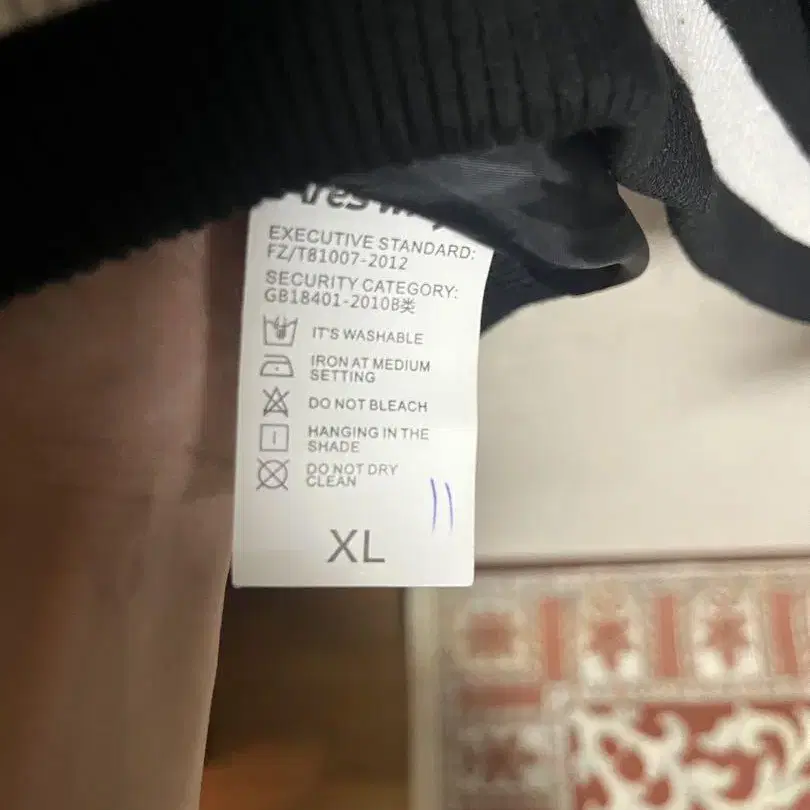 EXECUTIVE STANDARD:
FZ/T81007-2012
SECURITY CATEGORY:
GB18401-2010B类
IT'S WASHABLE
IRON AT MEDIUM
SETTING
DO NOT BLEACH
HANGING IN THE
SHADE
DO NOT DRY
CLEAN
XL